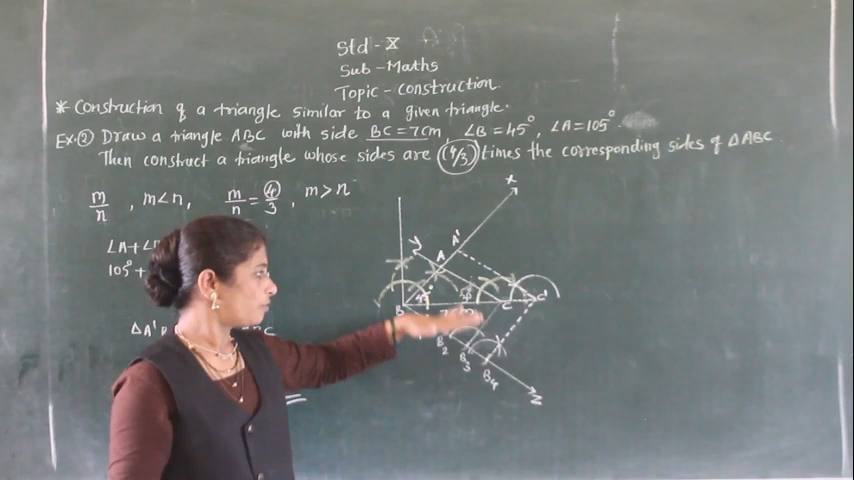 Std - X
Sub - Maths
Topic - Construction.
* Construction of a triangle similar to a given triangle.
Ex.② Draw a triangle ABC with side BC = 7cm, ∠B = 45°, ∠A = 105°.
Then construct a triangle whose sides are (4/3) times the corresponding sides of ΔABC.
m/n , m<n, m/n = 4/3 , m>n
∠A+∠
105°+
ΔA'
C
X
Y
A'
A
45°
B
C
C'
B2
B3
B4
Z